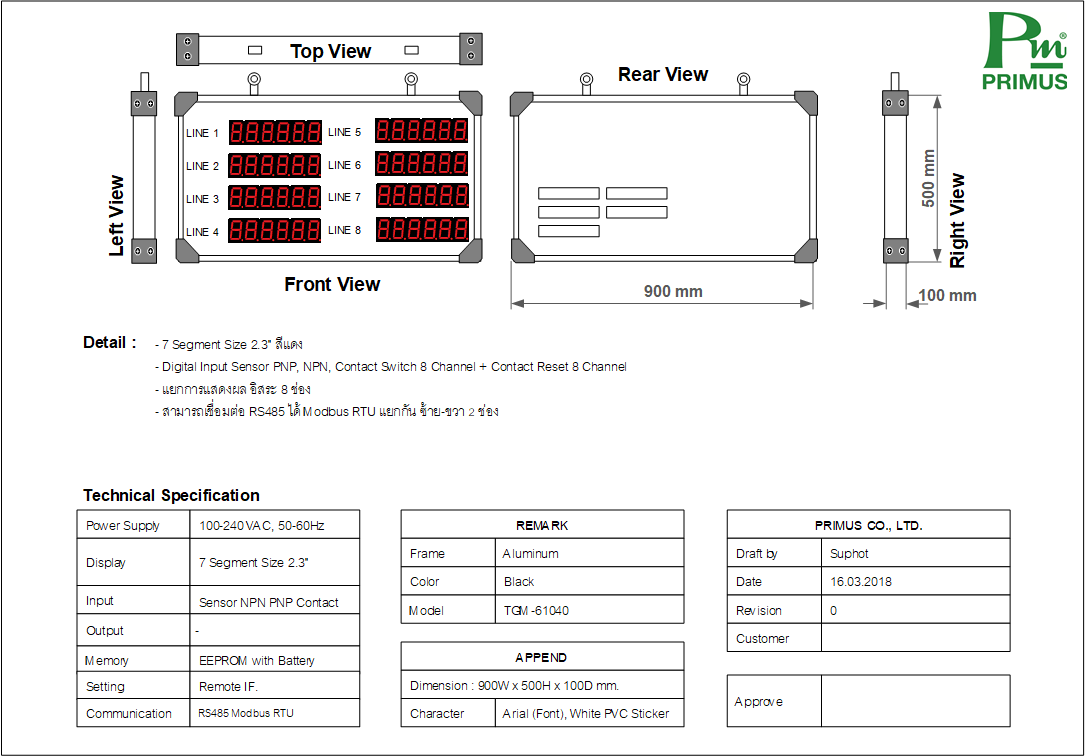 Top View
Rear View
Pm®
PRIMUS
LINE 1 888888 LINE 5 888888
LINE 2 888888 LINE 6 888888
LINE 3 888888 LINE 7 888888
LINE 4 888888 LINE 8 888888
Left View
Front View
500 mm
Right View
900 mm
100 mm
Detail :
- 7 Segment Size 2.3" สีแดง
- Digital Input Sensor PNP, NPN, Contact Switch 8 Channel + Contact Reset 8 Channel
- แยกการแสดงผล อิสระ 8 ช่อง
- สามารถเชื่อมต่อ RS485 ได้ Modbus RTU แยกกัน ซ้าย-ขวา 2 ช่อง
Technical Specification
Power Supply 100-240 VAC, 50-60Hz
Display 7 Segment Size 2.3"
Input Sensor NPN PNP Contact
Output -
Memory EEPROM with Battery
Setting Remote IF.
Communication RS485 Modbus RTU
REMARK
Frame Aluminum
Color Black
Model TGM-61040
APPEND
Dimension : 900W x 500H x 100D mm.
Character Arial (Font), White PVC Sticker
PRIMUS CO., LTD.
Draft by Suphot
Date 16.03.2018
Revision 0
Customer
Approve